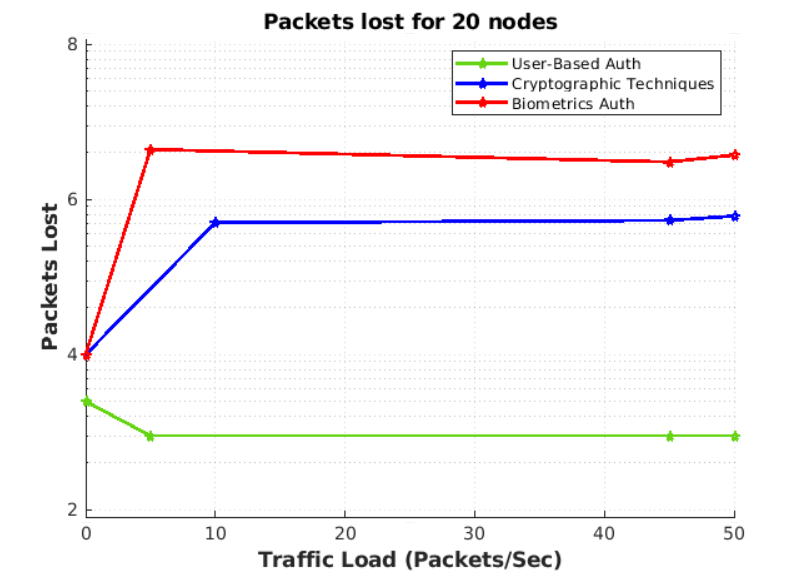 Packets lost for 20 nodes
8
6
4
2
Packets Lost
User-Based Auth
Cryptographic Techniques
Biometrics Auth
0 10 20 30 40 50
Traffic Load (Packets/Sec)